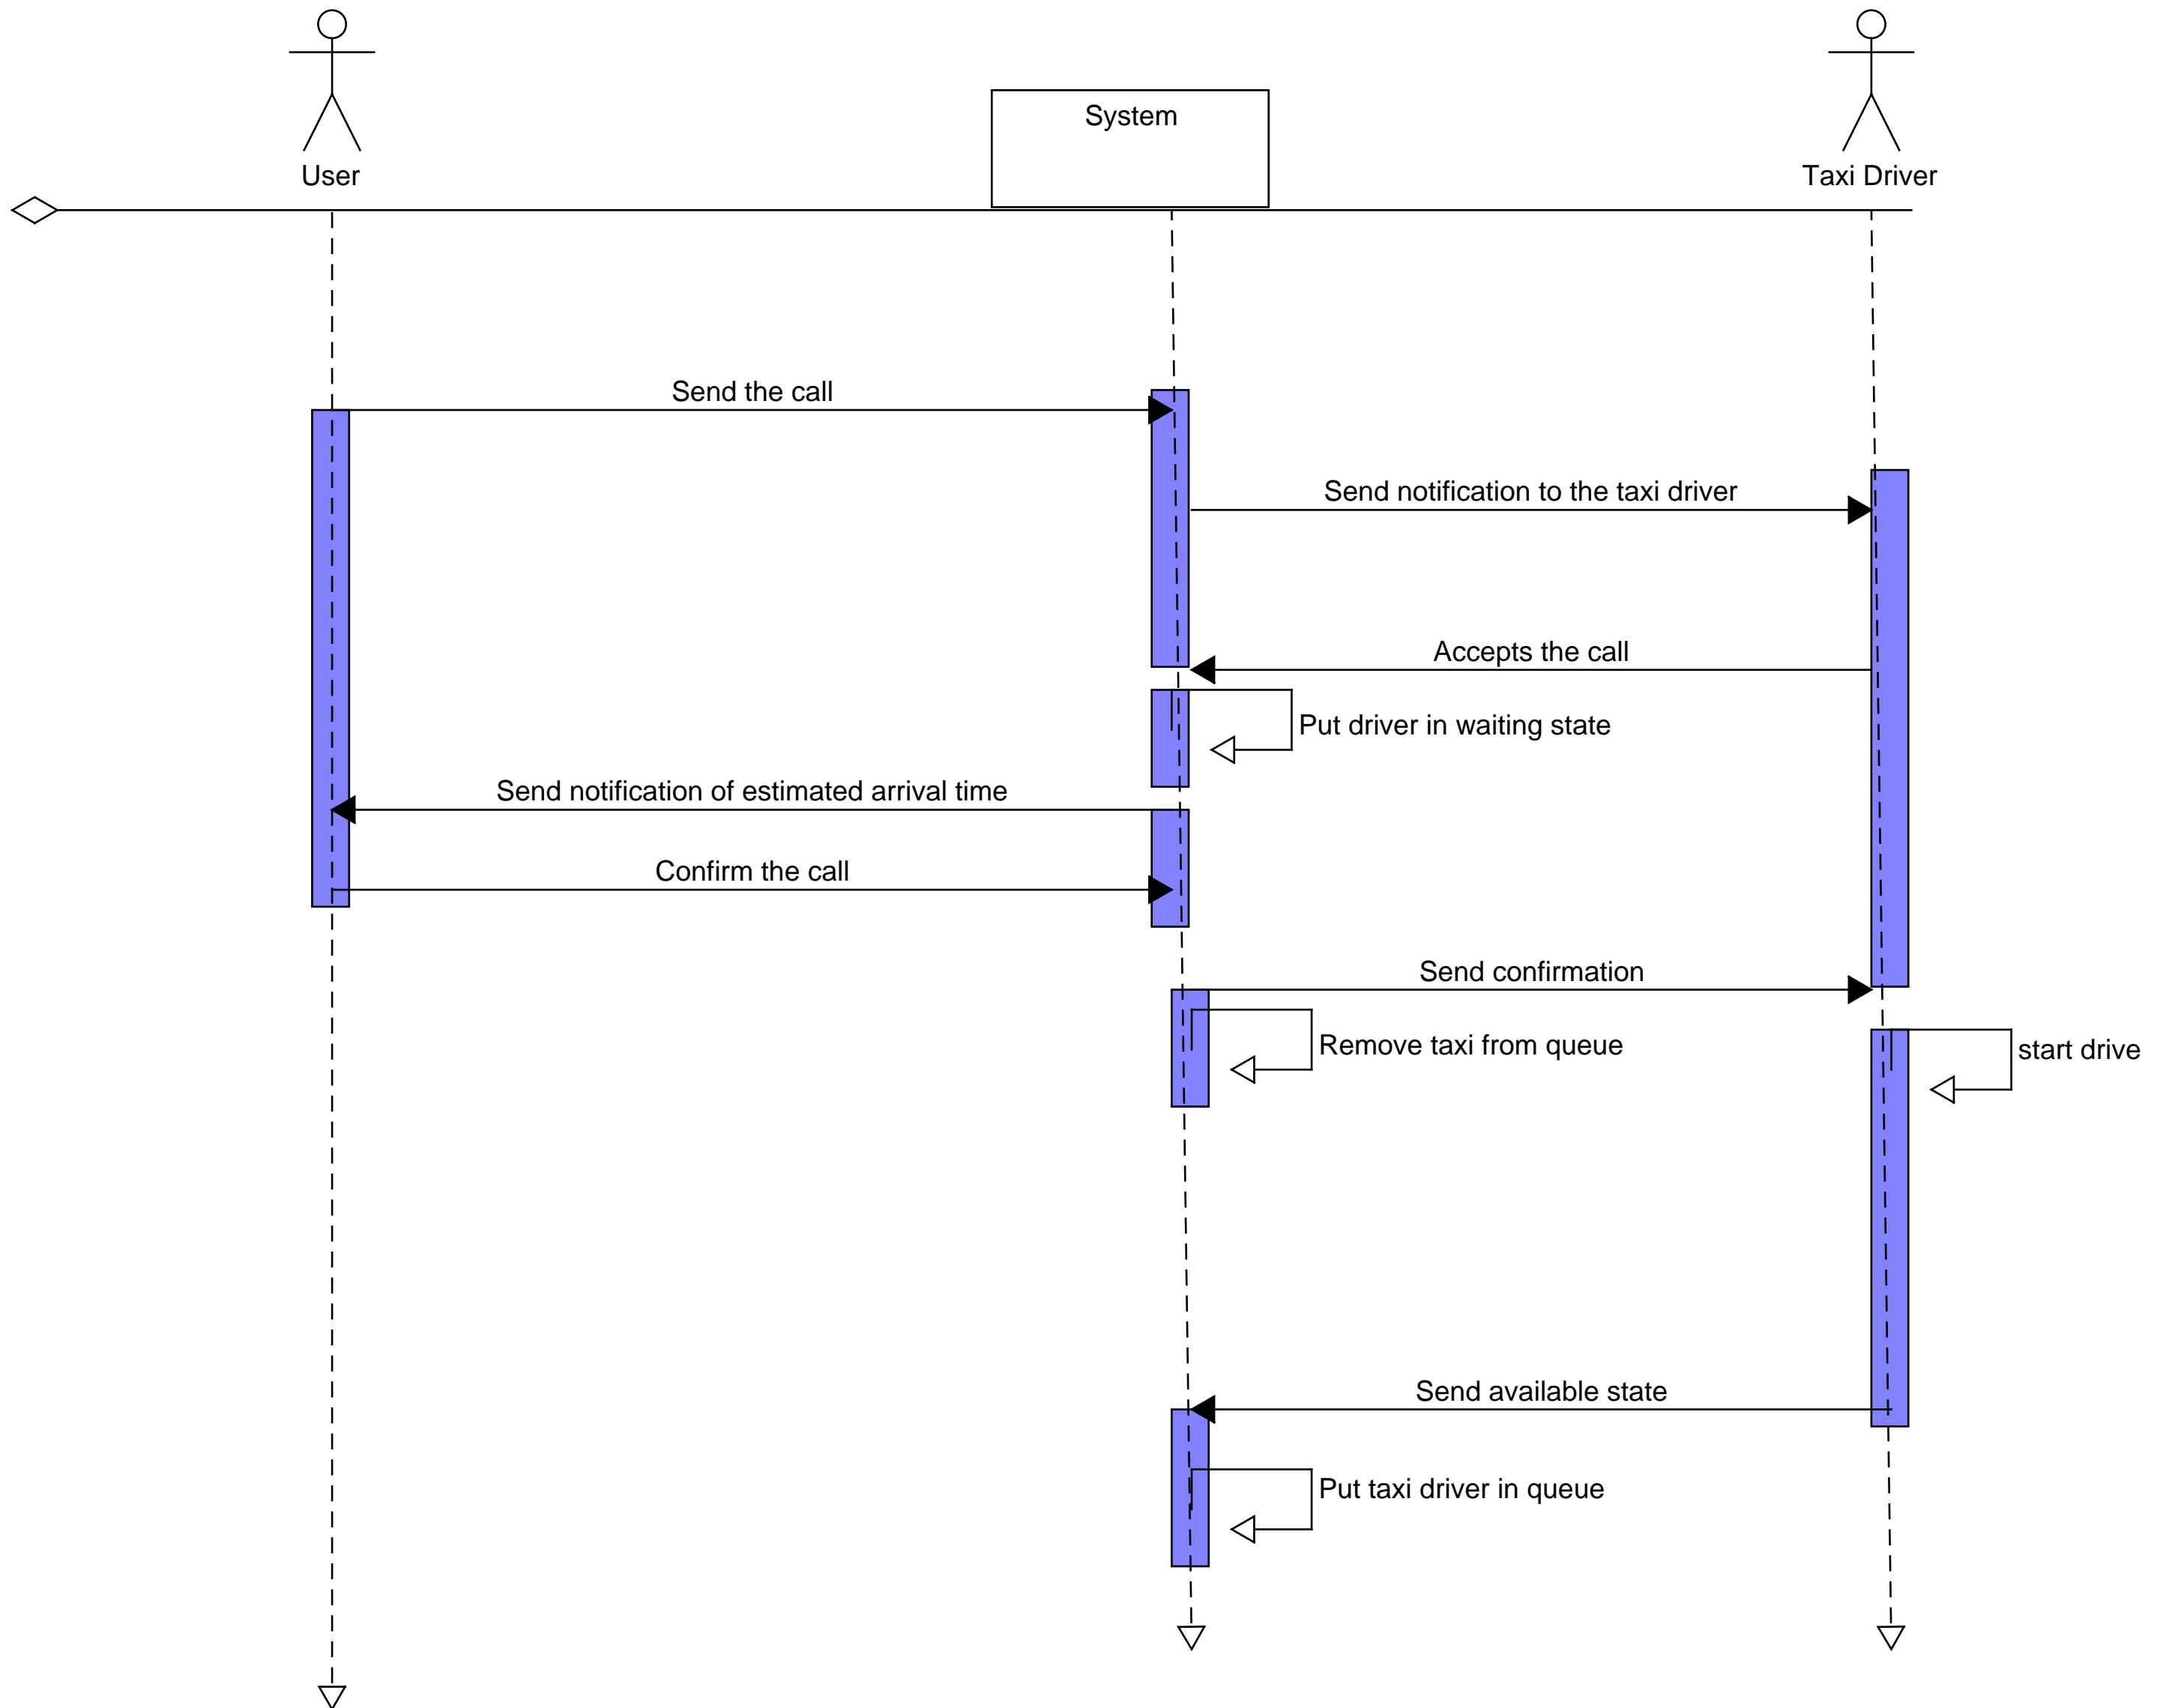 System
User
Taxi Driver
Send the call
Send notification to the taxi driver
Accepts the call
Put driver in waiting state
Send notification of estimated arrival time
Confirm the call
Send confirmation
Remove taxi from queue
start drive
Send available state
Put taxi driver in queue